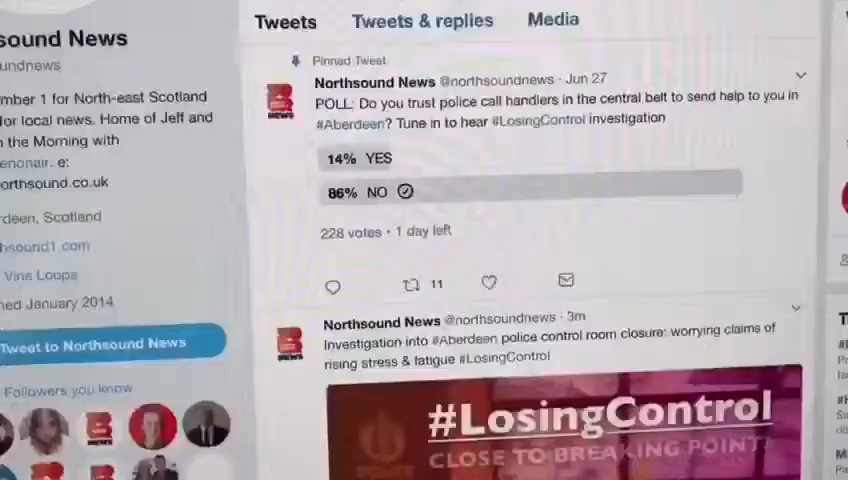 Tweets
Tweets & replies
Media
sound News
undnews
mber 1 for North-east Scotland
for local news. Home of Jeff and
the Morning with
enonair. e:
orthsound.co.uk
rdeen, Scotland
hsound1.com
Vine Loops
ned January 2014
Tweet to Northsound News
Followers you know
Pinned Tweet
Northsound News @northsoundnews · Jun 27
POLL: Do you trust police call handlers in the central belt to send help to you in
#Aberdeen? Tune in to hear #LosingControl investigation
14% YES
86% NO
228 votes · 1 day left
11
Northsound News @northsoundnews · 3m
Investigation into #Aberdeen police control room closure: worrying claims of
rising stress & fatigue #LosingControl
#LosingControl
CLOSE TO BREAKING POINT?
NEWS
NEWS